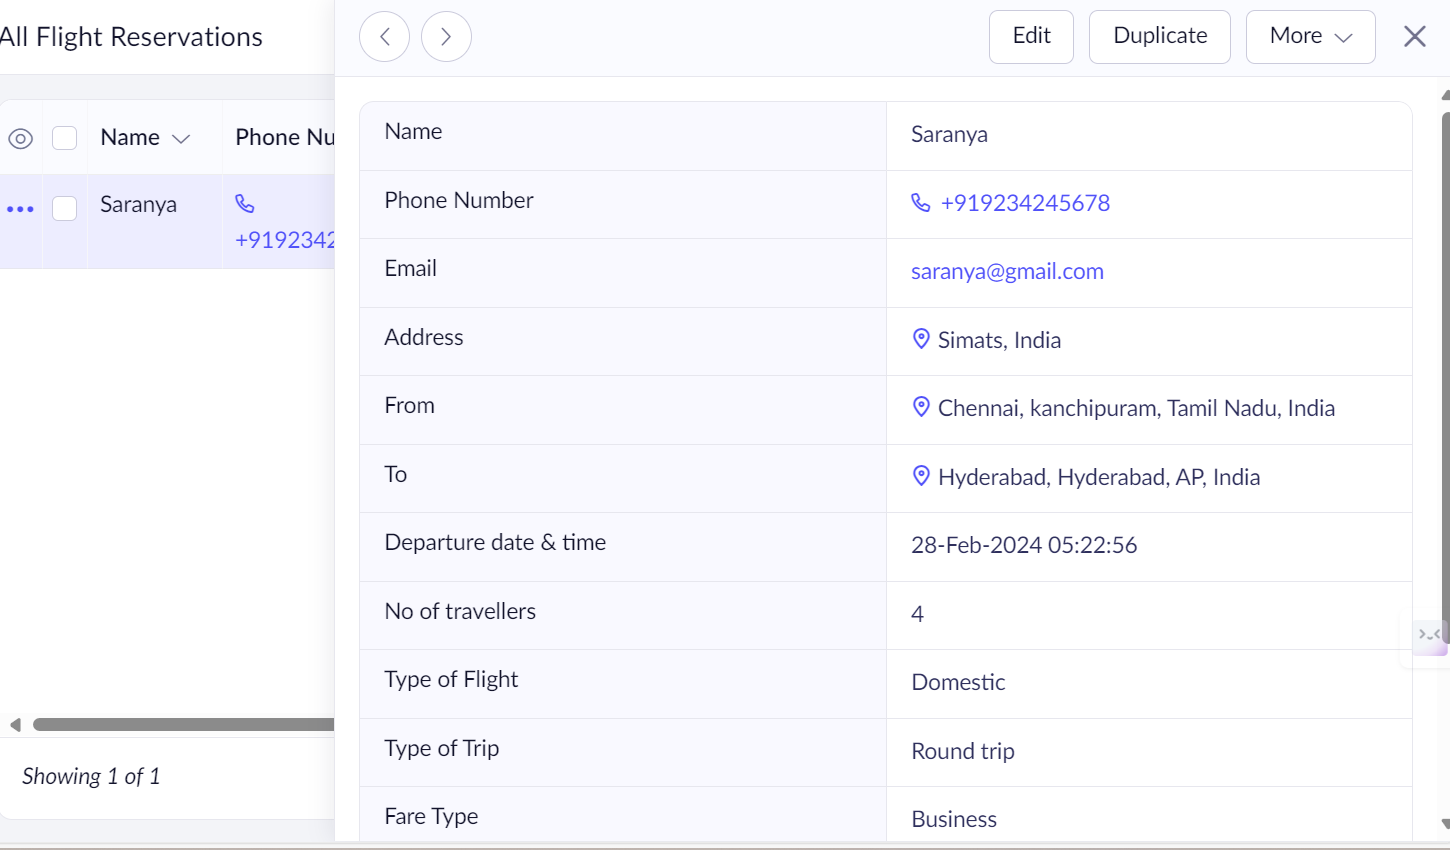 All Flight Reservations
Edit
Duplicate
More
Name
Phone Nu
Saranya
+9192342
Showing 1 of 1
Name
Saranya
Phone Number
+919234245678
Email
saranya@gmail.com
Address
Simats, India
From
Chennai, kanchipuram, Tamil Nadu, India
To
Hyderabad, Hyderabad, AP, India
Departure date & time
28-Feb-2024 05:22:56
No of travellers
4
Type of Flight
Domestic
Type of Trip
Round trip
Fare Type
Business